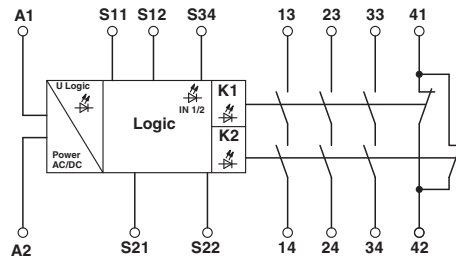 A1 S11 S12 S34 13 23 33 41
U Logic
IN 1/2
K1
Logic
K2
Power
AC/DC
A2 S21 S22 14 24 34 42